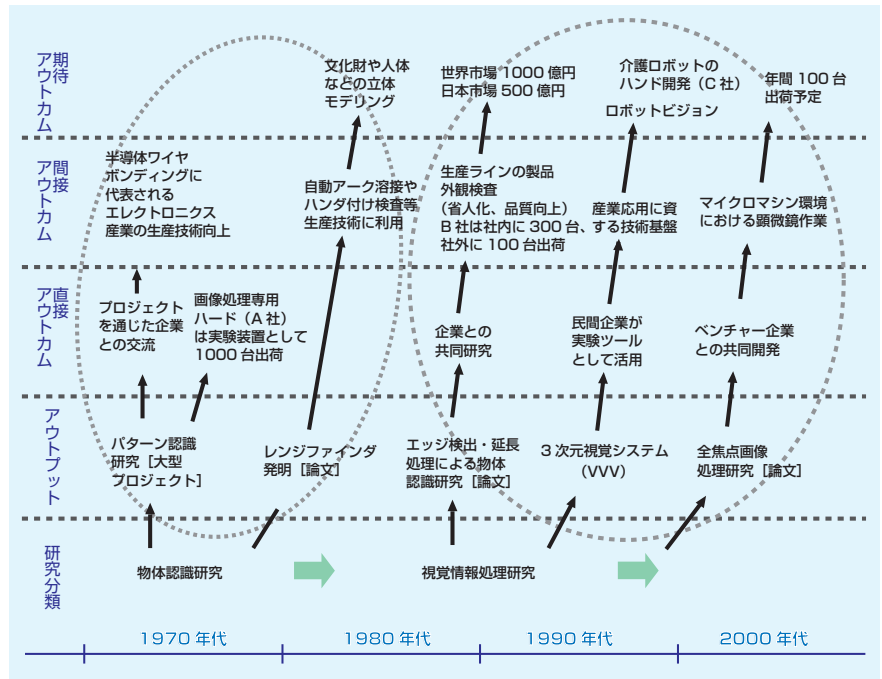 期待
アウトカム
文化財や人体
などの立体
モデリング
世界市場 1000 億円
日本市場 500 億円
介護ロボットの
ハンド開発（C 社）
ロボットビジョン
年間 100 台
出荷予定
間接
アウトカム
半導体ワイヤ
ボンディングに
代表される
エレクトロニクス
産業の生産技術向上
自動アーク溶接や
ハンダ付け検査等
生産技術に利用
生産ラインの製品
外観検査
（省人化、品質向上）
B 社は社内に 300 台、
社外に 100 台出荷
産業応用に資
する技術基盤
マイクロマシン環境
における顕微鏡作業
直接
アウトカム
プロジェクト
を通じた企業
との交流
画像処理専用
ハード（A 社）
は実験装置として
1000 台出荷
企業との
共同研究
民間企業が
実験ツール
として活用
ベンチャー企業
との共同開発
アウトプット
パターン認識
研究［大型
プロジェクト］
レンジファインダ
発明［論文］
エッジ検出・延長
処理による物体
認識研究［論文］
3 次元視覚システム
（VVV）
全焦点画像
処理研究［論文］
研究分類
物体認識研究
視覚情報処理研究
1970 年代
1980 年代
1990 年代
2000 年代